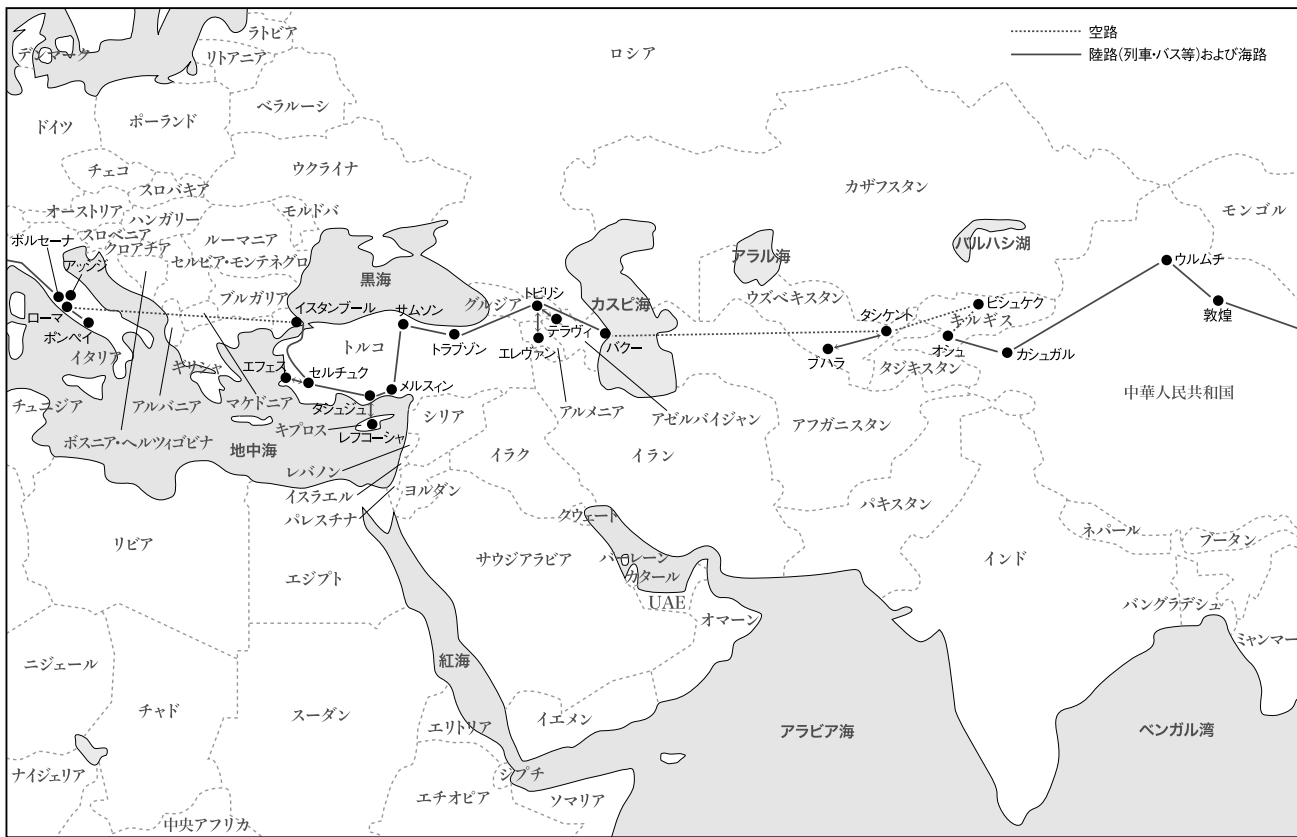 空路
陸路(列車・バス等)および海路
ラトビア
デンマーク
リトアニア
ロシア
ベラルーシ
ドイツ
ポーランド
チェコ
ウクライナ
スロバキア
カザフスタン
オーストリア
ハンガリー
モルドバ
モンゴル
スロベニア
ボルセーナ
クロアチア
ルーマニア
バルハシ湖
アラル海
セルビア・モンテネグロ
ウルムチ
アッシジ
黒海
カスピ海
ブルガリア
グルジア
トビリシ
ウズベキスタン
ビシュケク
イスタンブール
サムソン
ローマ
タシケント
キルギス
敦煌
ポンペイ
テラヴィ
トルコ
トラブゾン
エレヴァン
バクー
オシュ
カシュガル
イタリア
ギリシャ
エフェス
セルチュク
ブハラ
タジキスタン
メルスィン
中華人民共和国
チュニジア
アルバニア
マケドニア
タシュジュ
シリア
アルメニア
アゼルバイジャン
アフガニスタン
キプロス
レフコーシャ
ボスニア・ヘルツィゴビナ
地中海
イラク
イラン
レバノン
イスラエル
ヨルダン
パレスチナ
クウェート
パキスタン
ネパール
ブータン
リビア
エジプト
サウジアラビア
バーレーン
カタール
インド
UAE
オマーン
バングラデシュ
ミャンマー
ニジェール
紅海
チャド
スーダン
エリトリア
イエメン
アラビア海
ベンガル湾
ナイジェリア
ジブチ
エチオピア
ソマリア
中央アフリカ